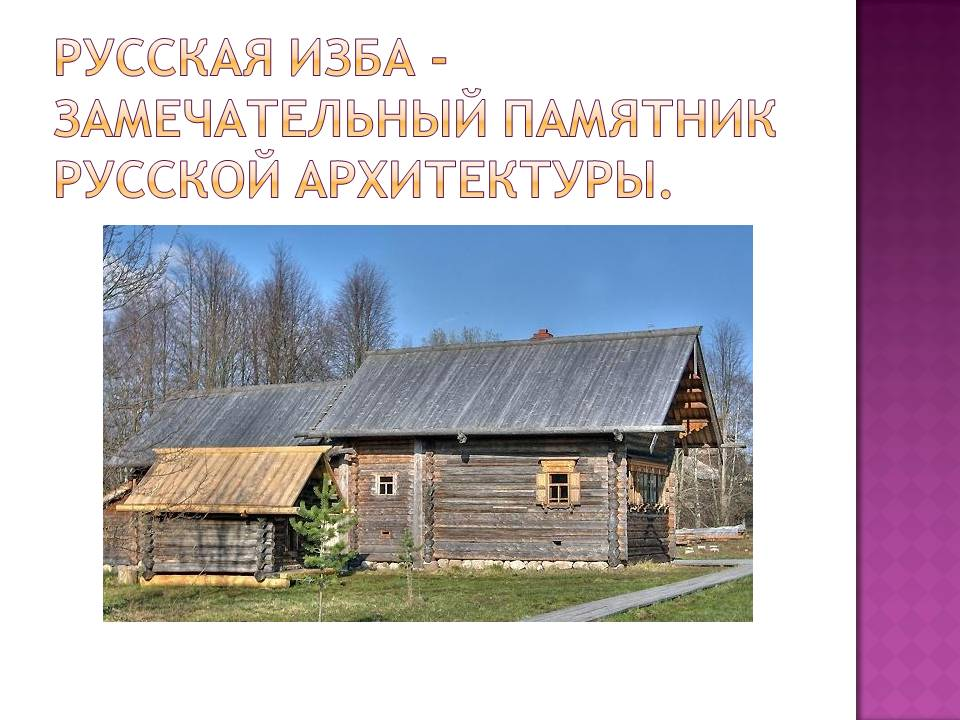 РУССКАЯ ИЗБА -
ЗАМЕЧАТЕЛЬНЫЙ ПАМЯТНИК
РУССКОЙ АРХИТЕКТУРЫ.